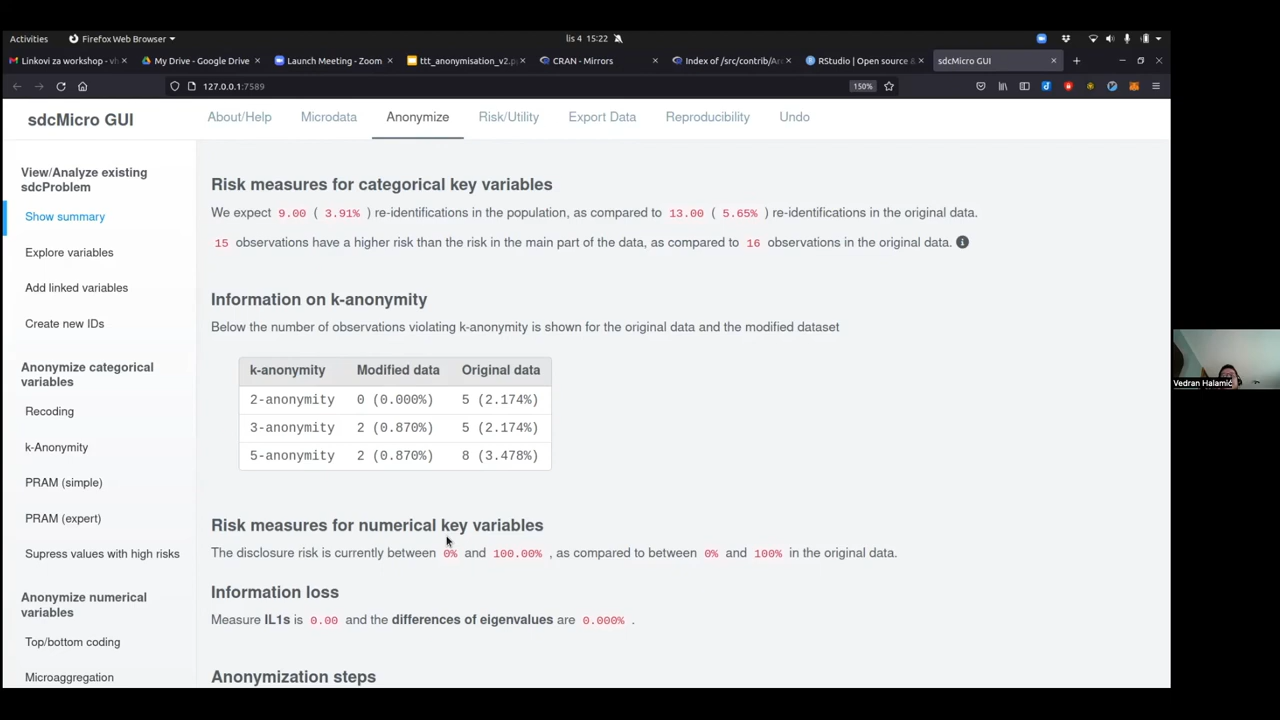 Activities
Firefox Web Browser
lis 4 15:22
Linkovi za workshop - vh
My Drive - Google Drive
Launch Meeting - Zoom
ttt_anonymisation_v2.p
CRAN - Mirrors
Index of /src/contrib/Arc
RStudio | Open source &
sdcMicro GUI
127.0.0.1:7589
150%
sdcMicro GUI
About/Help
Microdata
Anonymize
Risk/Utility
Export Data
Reproducibility
Undo
View/Analyze existing
sdcProblem
Show summary
Explore variables
Add linked variables
Create new IDs
Anonymize categorical
variables
Recoding
k-Anonymity
PRAM (simple)
PRAM (expert)
Supress values with high risks
Anonymize numerical
variables
Top/bottom coding
Microaggregation
Risk measures for categorical key variables
We expect 9.00 ( 3.91% ) re-identifications in the population, as compared to 13.00 ( 5.65% ) re-identifications in the original data.
15 observations have a higher risk than the risk in the main part of the data, as compared to 16 observations in the original data.
Information on k-anonymity
Below the number of observations violating k-anonymity is shown for the original data and the modified dataset
k-anonymity Modified data Original data
2-anonymity 0 (0.000%) 5 (2.174%)
3-anonymity 2 (0.870%) 5 (2.174%)
5-anonymity 2 (0.870%) 8 (3.478%)
Risk measures for numerical key variables
The disclosure risk is currently between 0% and 100.00% , as compared to between 0% and 100% in the original data.
Information loss
Measure IL1s is 0.00 and the differences of eigenvalues are 0.000% .
Anonymization steps
Vedran Halamić